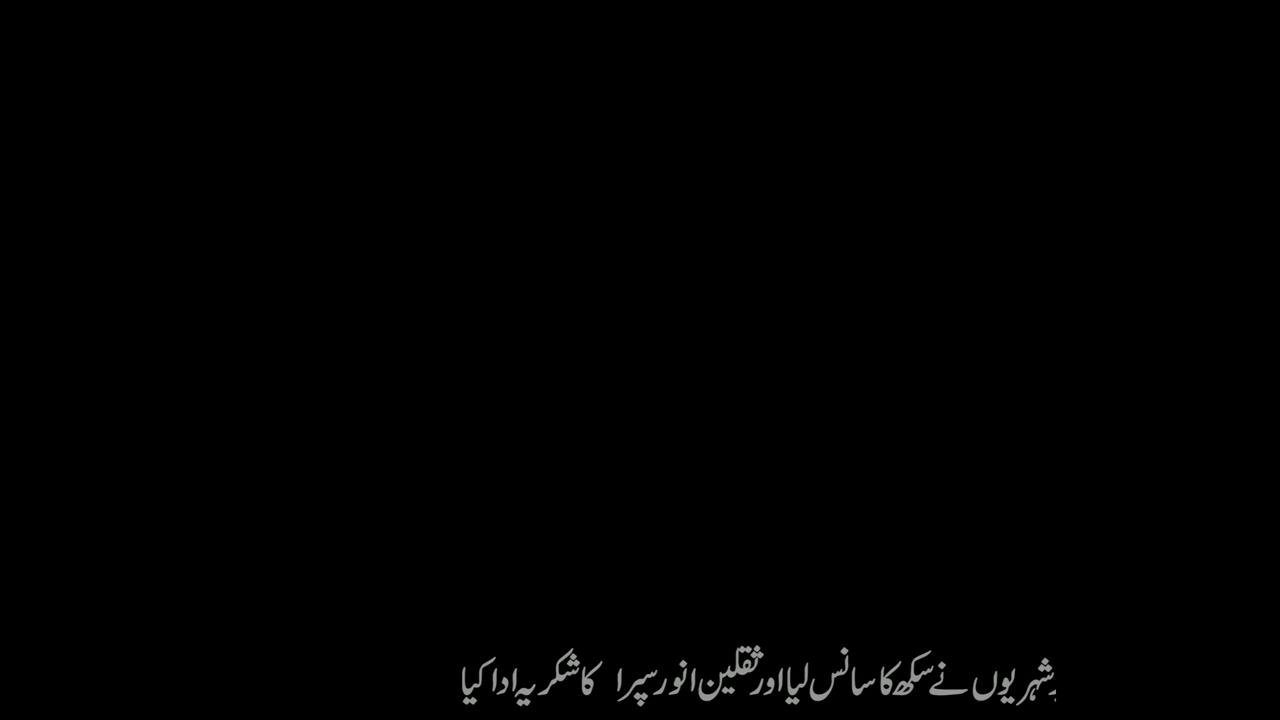 شہریوں نے سکھ کا سانس لیا اور ثقلین انور سپرا کا شکریہ ادا کیا